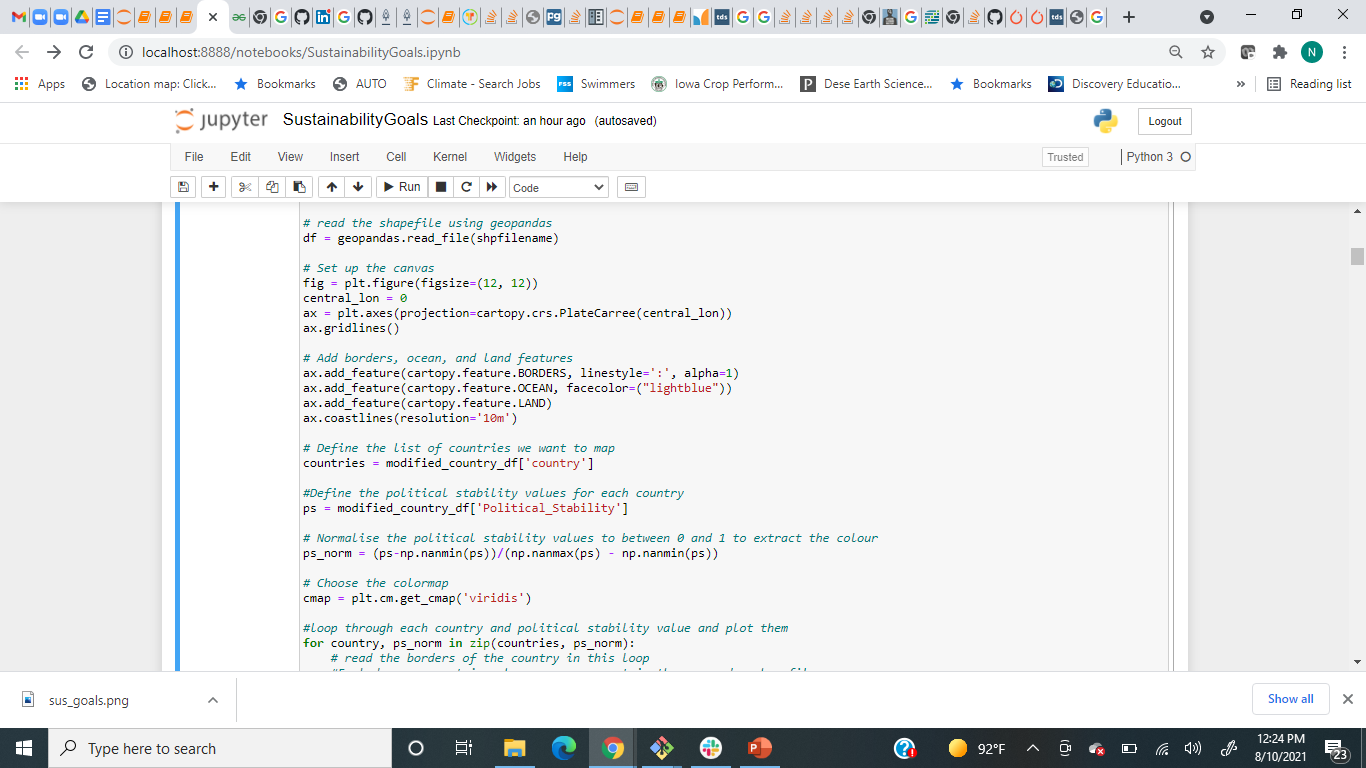 localhost:8888/notebooks/SustainabilityGoals.ipynb
N
Apps
Location map: Click...
Bookmarks
AUTO
Climate - Search Jobs
FSS
Swimmers
Iowa Crop Perform...
Dese Earth Science...
Bookmarks
Discovery Educatio...
»
Reading list
jupyter
SustainabilityGoals Last Checkpoint: an hour ago (autosaved)
Logout
File Edit View Insert Cell Kernel Widgets Help
Trusted
Python 3
Run
Code
# read the shapefile using geopandas
df = geopandas.read_file(shpfilename)
# Set up the canvas
fig = plt.figure(figsize=(12, 12))
central_lon = 0
ax = plt.axes(projection=cartopy.crs.PlateCarree(central_lon))
ax.gridlines()
# Add borders, ocean, and land features
ax.add_feature(cartopy.feature.BORDERS, linestyle=':', alpha=1)
ax.add_feature(cartopy.feature.OCEAN, facecolor=("lightblue"))
ax.add_feature(cartopy.feature.LAND)
ax.coastlines(resolution='10m')
# Define the list of countries we want to map
countries = modified_country_df['country']
#Define the political stability values for each country
ps = modified_country_df['Political_Stability']
# Normalise the political stability values to between 0 and 1 to extract the colour
ps_norm = (ps-np.nanmin(ps))/(np.nanmax(ps) - np.nanmin(ps))
# Choose the colormap
cmap = plt.cm.get_cmap('viridis')
#loop through each country and political stability value and plot them
for country, ps_norm in zip(countries, ps_norm):
# read the borders of the country in this loop
sus_goals.png
Show all
Type here to search
92°F
12:24 PM
8/10/2021
23